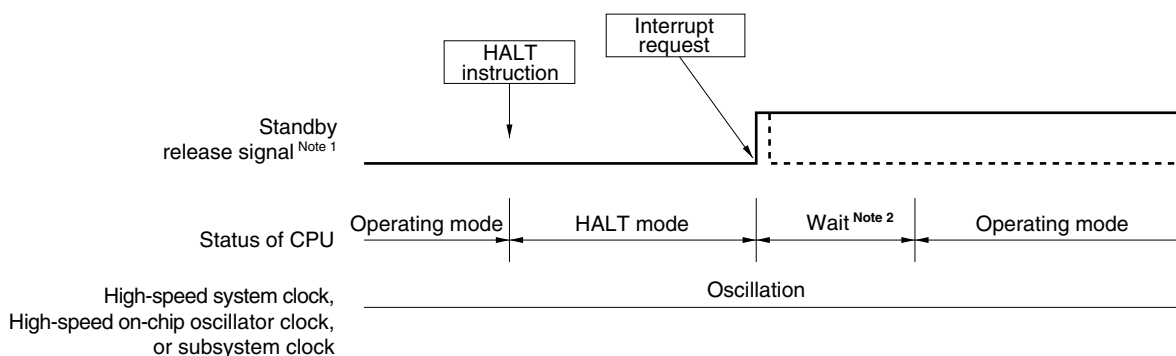 Interrupt
request
HALT
instruction
Standby
release signal Note 1
Status of CPU
Operating mode
HALT mode
Wait Note 2
Operating mode
High-speed system clock,
High-speed on-chip oscillator clock,
or subsystem clock
Oscillation